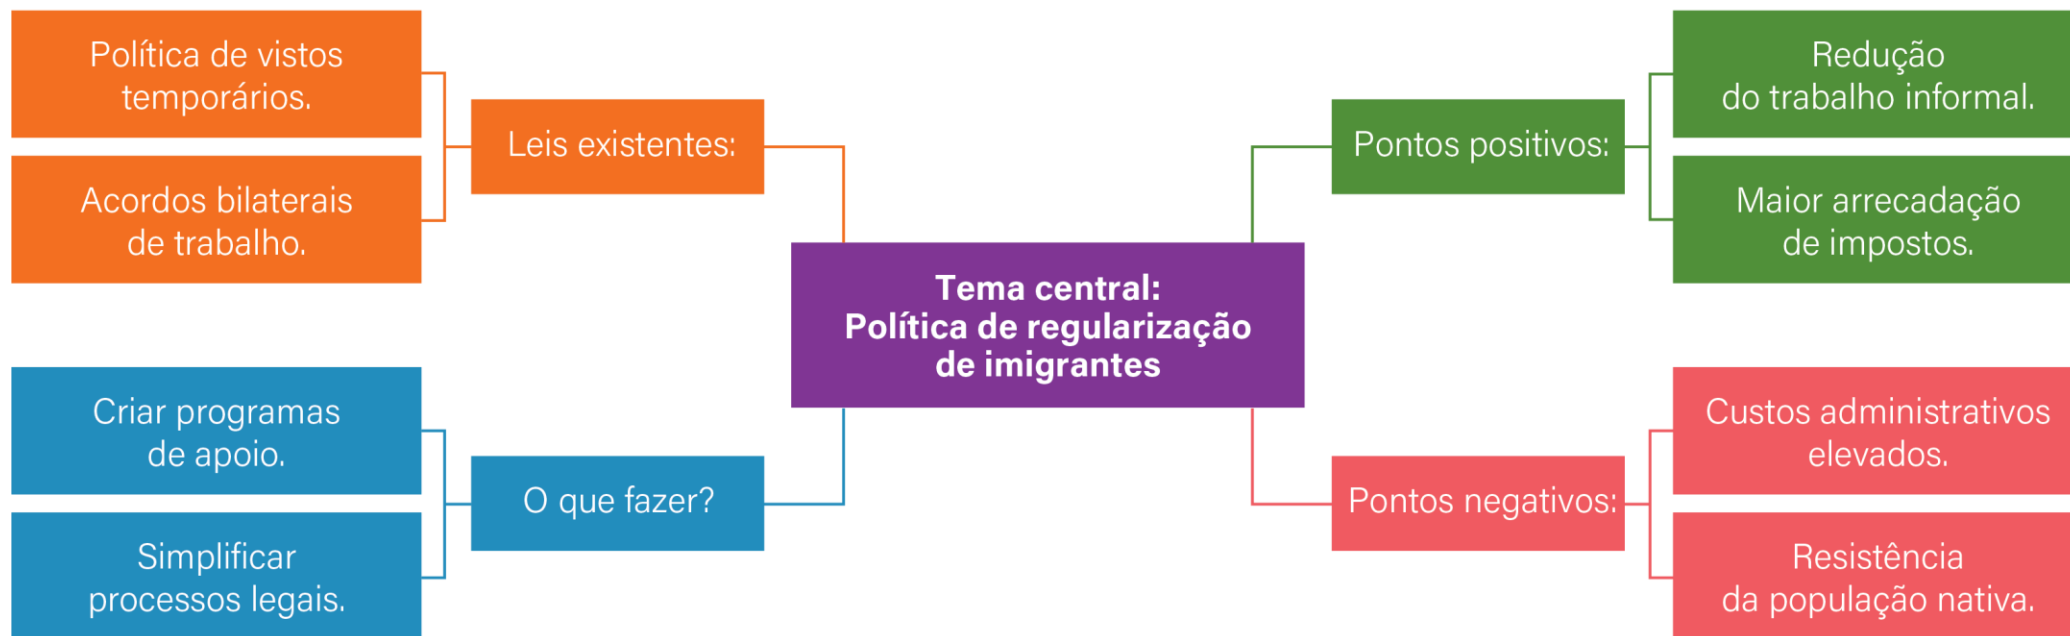 Política de vistos
temporários.
Acordos bilaterais
de trabalho.
Leis existentes:
Criar programas
de apoio.
Simplificar
processos legais.
O que fazer?
Tema central:
Política de regularização
de imigrantes
Pontos positivos:
Redução
do trabalho informal.
Maior arrecadação
de impostos.
Pontos negativos:
Custos administrativos
elevados.
Resistência
da população nativa.